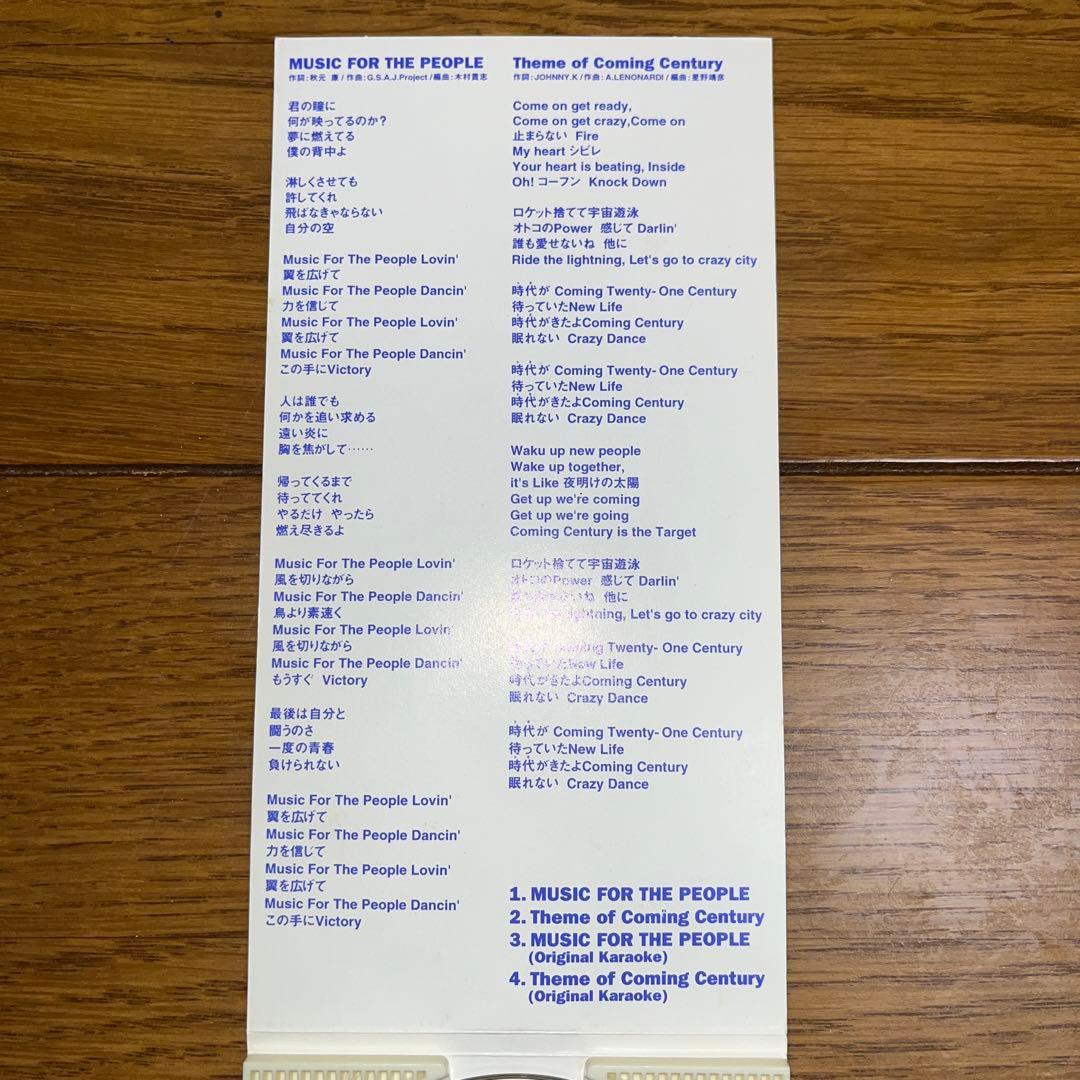 MUSIC FOR THE PEOPLE
作詞:秋元 康/作曲:G.S.A.J.Project/編曲:木村貴志
君の瞳に
何が映ってるのか?
夢に燃えてる
僕の背中よ
淋しくさせても
許してくれ
飛ばなきゃならない
自分の空
Music For The People Lovin'
翼を広げて
Music For The People Dancin'
力を信じて
Music For The People Lovin'
翼を広げて
Music For The People Dancin'
この手にVictory
人は誰でも
何かを追い求める
遠い炎に
胸を焦がして……
帰ってくるまで
待っててくれ
やるだけ やったら
燃え尽きるよ
Music For The People Lovin'
風を切りながら
Music For The People Dancin'
鳥より素速く
Music For The People Lovin'
風を切りながら
Music For The People Dancin'
もうすぐ Victory
最後は自分と
闘うのさ
一度の青春
負けられない
Music For The People Lovin'
翼を広げて
Music For The People Dancin'
力を信じて
Music For The People Lovin'
翼を広げて
Music For The People Dancin'
この手にVictory
Theme of Coming Century
作詞:JOHNNY.K/作曲:A.LENONARDI/編曲:星野靖彦
Come on get ready,
Come on get crazy,Come on
止まらない Fire
My heart シビレ
Your heart is beating, Inside
Oh! コーフン Knock Down
ロケット捨てて宇宙遊泳
オトコのPower 感じて Darlin'
誰も愛せないね 他に
Ride the lightning, Let's go to crazy city
時代が Coming Twenty- One Century
待っていたNew Life
時代がきたよComing Century
眠れない Crazy Dance
時代が Coming Twenty- One Century
待っていたNew Life
時代がきたよComing Century
眠れない Crazy Dance
Waku up new people
Wake up together,
it's Like 夜明けの太陽
Get up we're coming
Get up we're going
Coming Century is the Target
ロケット捨てて宇宙遊泳
オトコのPower 感じて Darlin'
ね 他に
lightning, Let's go to crazy city
Coming Twenty- One Century
待っていたNew Life
時代がきたよComing Century
眠れない Crazy Dance
時代が Coming Twenty- One Century
待っていたNew Life
時代がきたよComing Century
眠れない Crazy Dance
1. MUSIC FOR THE PEOPLE
2. Theme of Coming Century
3. MUSIC FOR THE PEOPLE
(Original Karaoke)
4. Theme of Coming Century
(Original Karaoke)